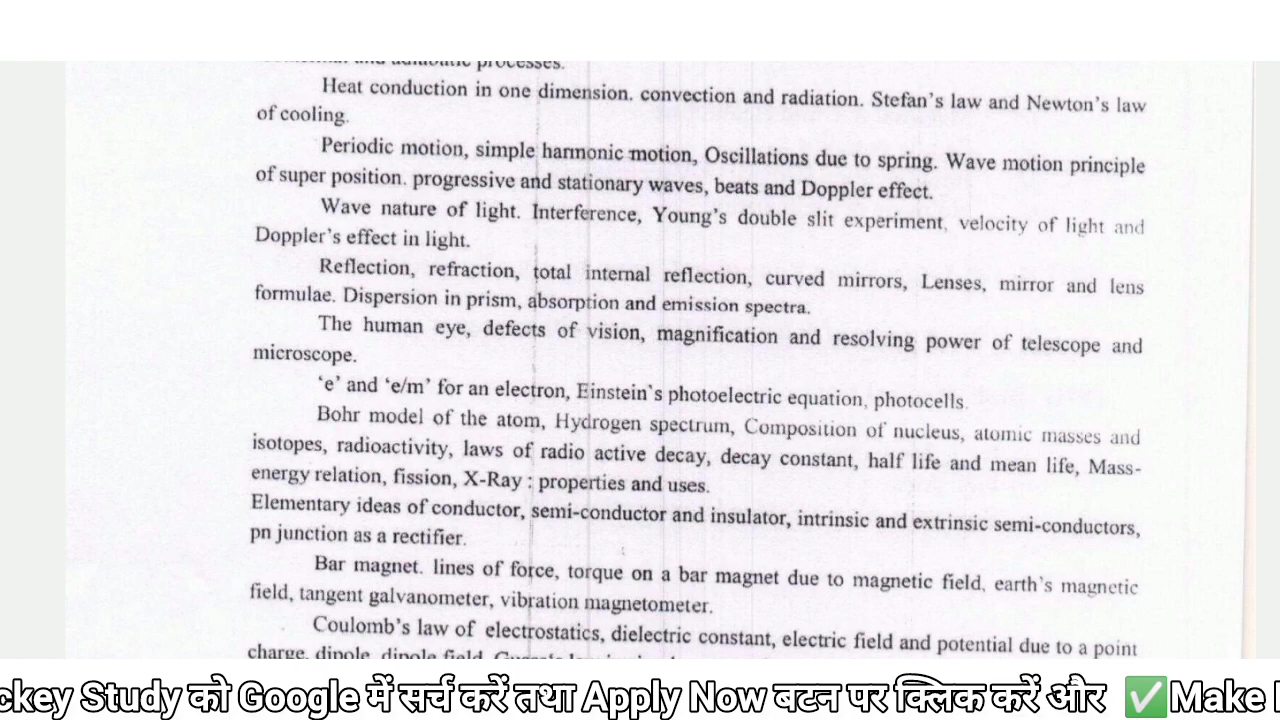 processes.
Heat conduction in one dimension. convection and radiation. Stefan's law and Newton's law
of cooling.
Periodic motion, simple harmonic motion, Oscillations due to spring. Wave motion principle
of super position. progressive and stationary waves, beats and Doppler effect.
Wave nature of light. Interference, Young's double slit experiment, velocity of light and
Doppler's effect in light.
Reflection, refraction, total internal reflection, curved mirrors, Lenses, mirror and lens
formulae. Dispersion in prism, absorption and emission spectra.
The human eye, defects of vision, magnification and resolving power of telescope and
microscope.
'e' and 'e/m' for an electron, Einstein's photoelectric equation, photocells.
Bohr model of the atom, Hydrogen spectrum, Composition of nucleus, atomic masses and
isotopes, radioactivity, laws of radio active decay, decay constant, half life and mean life, Mass-
energy relation, fission, X-Ray : properties and uses.
Elementary ideas of conductor, semi-conductor and insulator, intrinsic and extrinsic semi-conductors,
pn junction as a rectifier.
Bar magnet. lines of force, torque on a bar magnet due to magnetic field, earth's magnetic
field, tangent galvanometer, vibration magnetometer.
Coulomb's law of electrostatics, dielectric constant, electric field and potential due to a point
charge, dipole, dipole field,
ckey Study को Google में सर्च करें तथा Apply Now बटन पर क्लिक करें और ✅Make